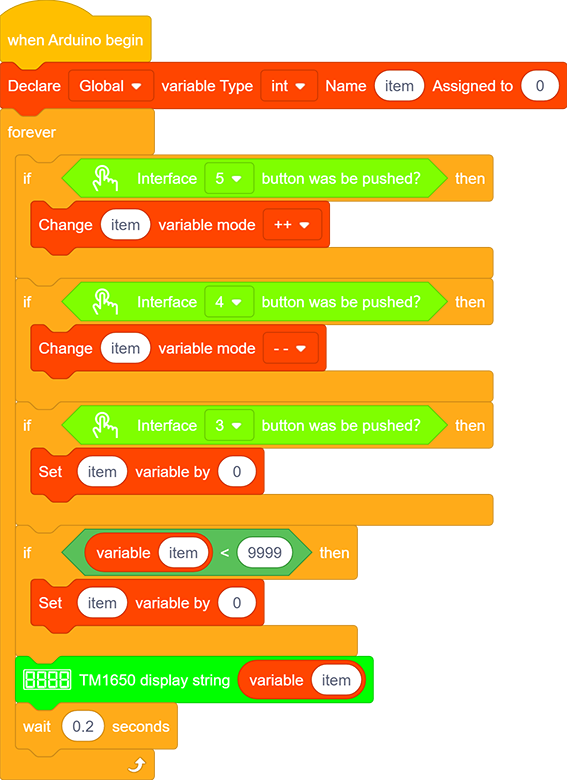 when Arduino begin
Declare Global variable Type int Name item Assigned to 0
forever
if Interface 5 button was be pushed? then
Change item variable mode ++
if Interface 4 button was be pushed? then
Change item variable mode - -
if Interface 3 button was be pushed? then
Set item variable by 0
if variable item < 9999 then
Set item variable by 0
8888 TM1650 display string variable item
wait 0.2 seconds